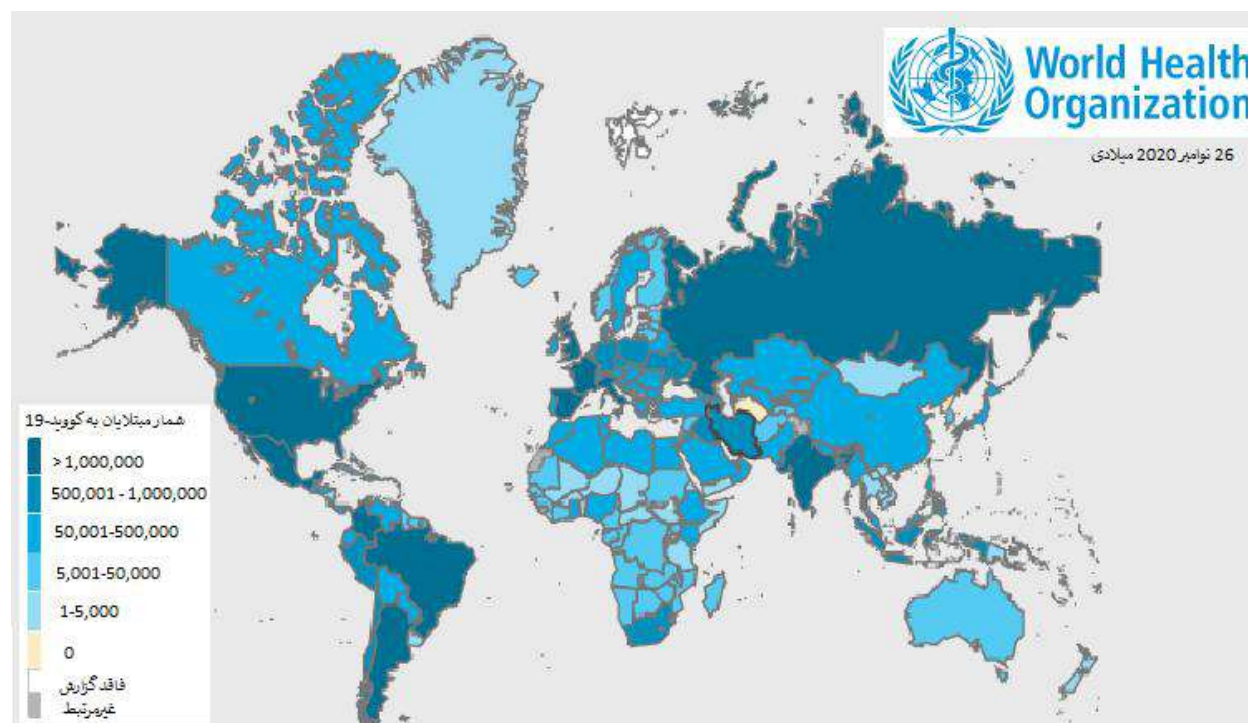 World Health
Organization
26 نوامبر 2020 میلادی
شمار مبتلایان به کووید-19
>1,000,000
500,001 - 1,000,000
50,001-500,000
5,001-50,000
1-5,000
0
فاقد گزارش
غیرمرتبط